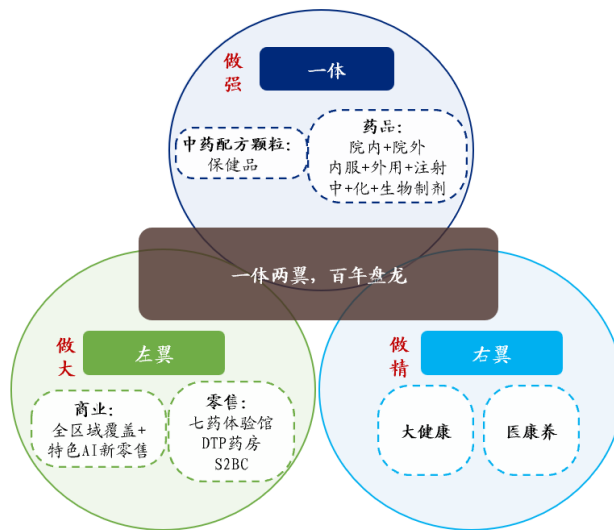 做
强
一体
中药配方颗粒:
保健品
药品:
院内+院外
内服+外用+注射
中+化+生物制剂
一体两翼，百年盘龙
做
大
左翼
商业:
全区域覆盖+
特色AI新零售
零售:
七药体验馆
DTP药房
S2BC
做
精
右翼
大健康
医康养